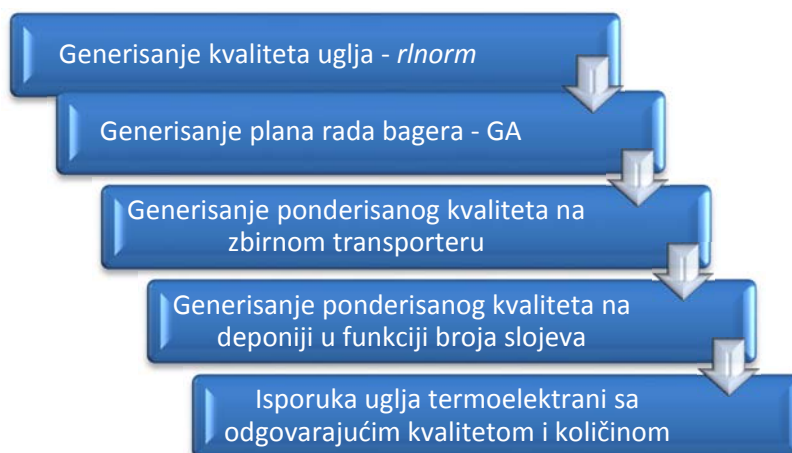 Generisanje kvaliteta uglja - rlnorm
Generisanje plana rada bagera - GA
Generisanje ponderisanog kvaliteta na
zbirnom transporteru
Generisanje ponderisanog kvaliteta na
deponiji u funkciji broja slojeva
Isporuka uglja termoelektrani sa
odgovarajućim kvalitetom i količinom